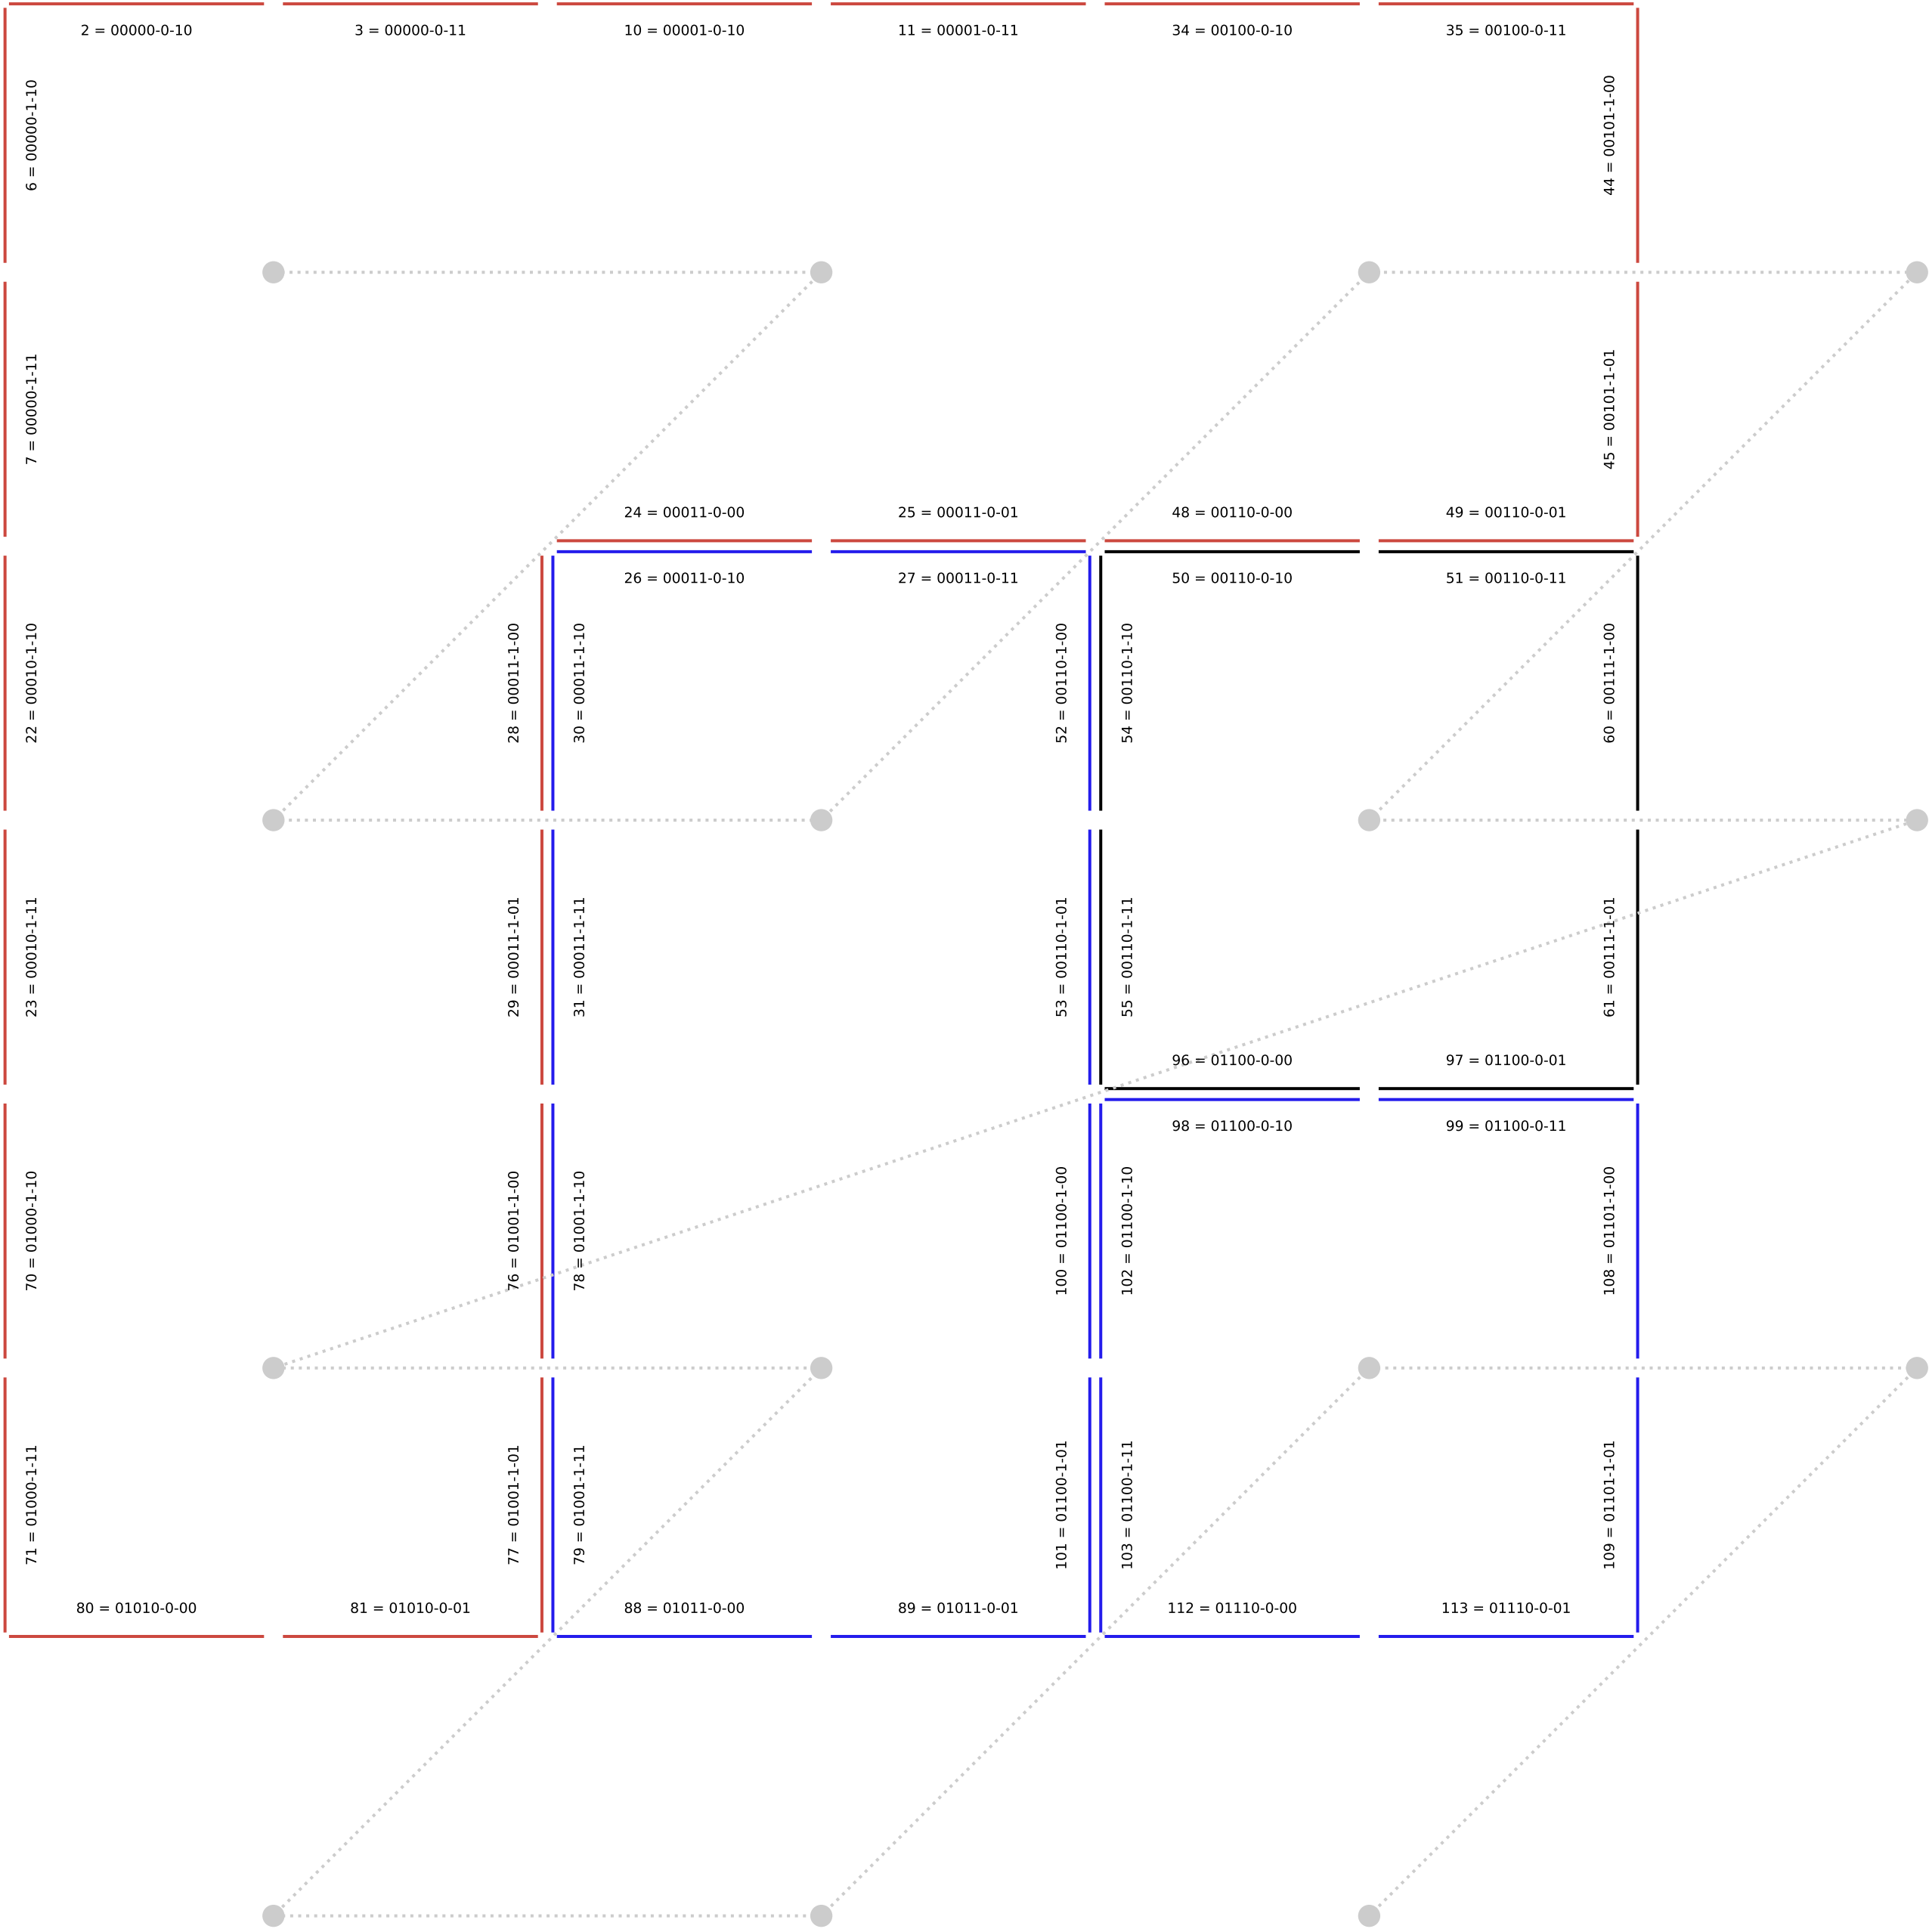 2 = 00000-0-10
3 = 00000-0-11
10 = 00001-0-10
11 = 00001-0-11
34 = 00100-0-10
35 = 00100-0-11
6 = 00000-1-10
44 = 00101-1-00
7 = 00000-1-11
45 = 00101-1-01
24 = 00011-0-00
25 = 00011-0-01
48 = 00110-0-00
49 = 00110-0-01
26 = 00011-0-10
27 = 00011-0-11
50 = 00110-0-10
51 = 00110-0-11
22 = 00010-1-10
28 = 00011-1-00
30 = 00011-1-10
52 = 00110-1-00
54 = 00110-1-10
60 = 00111-1-00
23 = 00010-1-11
29 = 00011-1-01
31 = 00011-1-11
53 = 00110-1-01
55 = 00110-1-11
61 = 00111-1-01
96 = 01100-0-00
97 = 01100-0-01
98 = 01100-0-10
99 = 01100-0-11
70 = 01000-1-10
76 = 01001-1-00
78 = 01001-1-10
100 = 01100-1-00
102 = 01100-1-10
108 = 01101-1-00
71 = 01000-1-11
77 = 01001-1-01
79 = 01001-1-11
101 = 01100-1-01
103 = 01100-1-11
109 = 01101-1-01
80 = 01010-0-00
81 = 01010-0-01
88 = 01011-0-00
89 = 01011-0-01
112 = 01110-0-00
113 = 01110-0-01